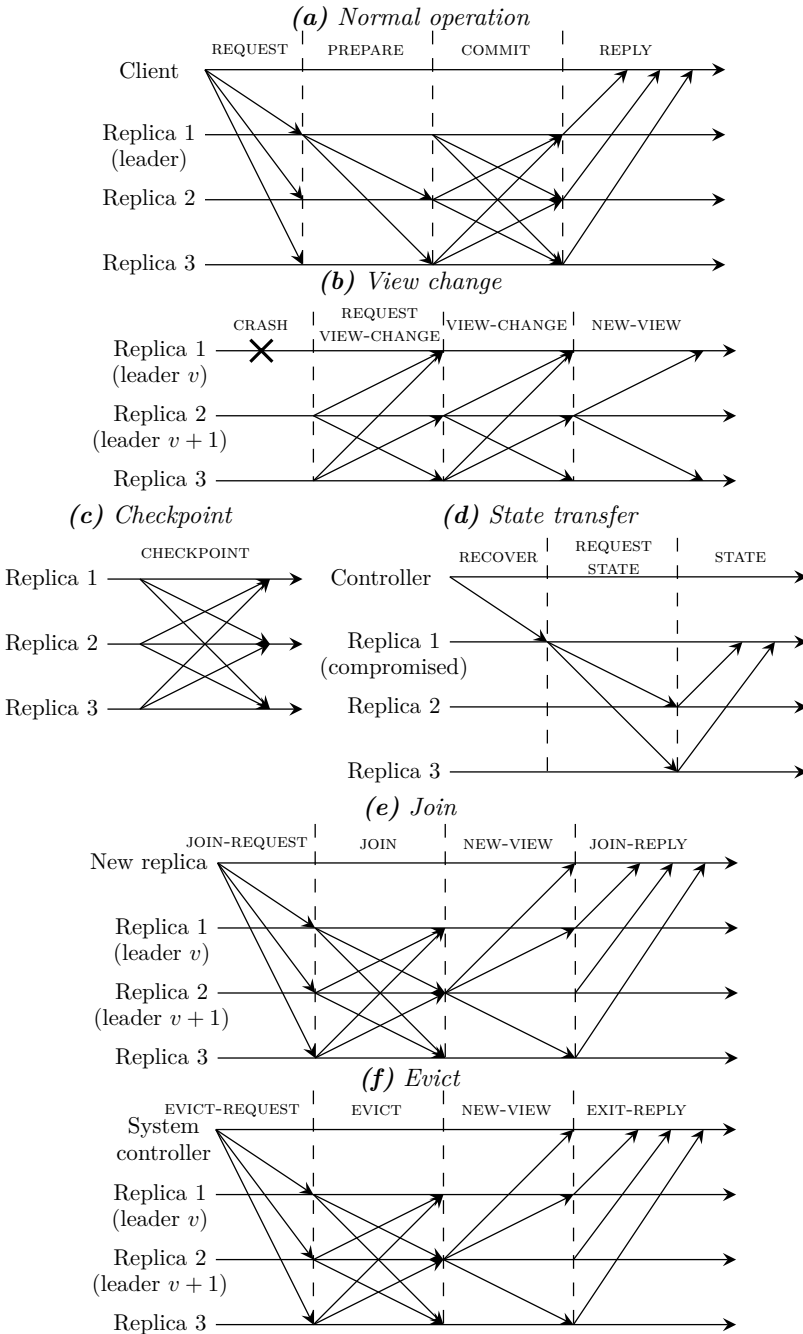 (a) Normal operation
REQUEST PREPARE COMMIT REPLY
Client
Replica 1
(leader)
Replica 2
Replica 3
(b) View change
CRASH REQUEST VIEW-CHANGE VIEW-CHANGE NEW-VIEW
Replica 1
(leader v)
Replica 2
(leader v + 1)
Replica 3
(c) Checkpoint
CHECKPOINT
Replica 1
Replica 2
Replica 3
(d) State transfer
RECOVER REQUEST STATE STATE
Controller
Replica 1
(compromised)
Replica 2
Replica 3
(e) Join
JOIN-REQUEST JOIN NEW-VIEW JOIN-REPLY
New replica
Replica 1
(leader v)
Replica 2
(leader v + 1)
Replica 3
(f) Evict
EVICT-REQUEST EVICT NEW-VIEW EXIT-REPLY
System
controller
Replica 1
(leader v)
Replica 2
(leader v + 1)
Replica 3